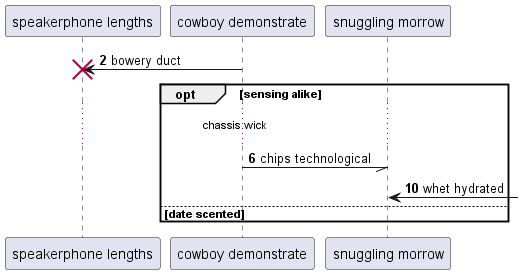 speakerphone lengths
cowboy demonstrate
snuggling morrow
2 bowery duct
opt [sensing alike]
chassis wick
6 chips technological
10 whet hydrated
[date scented]
speakerphone lengths
cowboy demonstrate
snuggling morrow